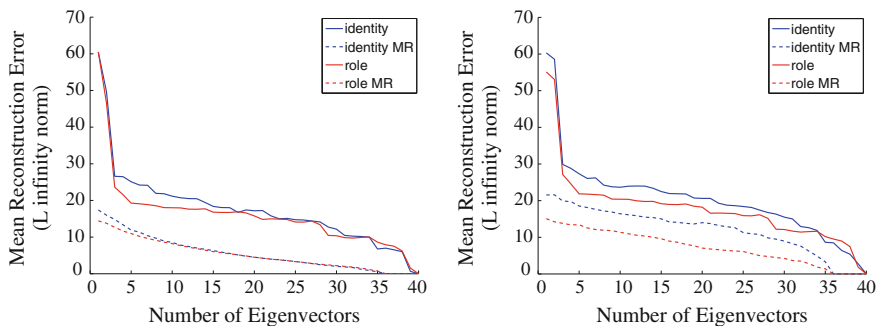 Mean Reconstruction Error
(L infinity norm)
70
60
50
40
30
20
10
0
0 5 10 15 20 25 30 35 40
Number of Eigenvectors
identity
identity MR
role
role MR
Mean Reconstruction Error
(L infinity norm)
70
60
50
40
30
20
10
0
0 5 10 15 20 25 30 35 40
Number of Eigenvectors
identity
identity MR
role
role MR